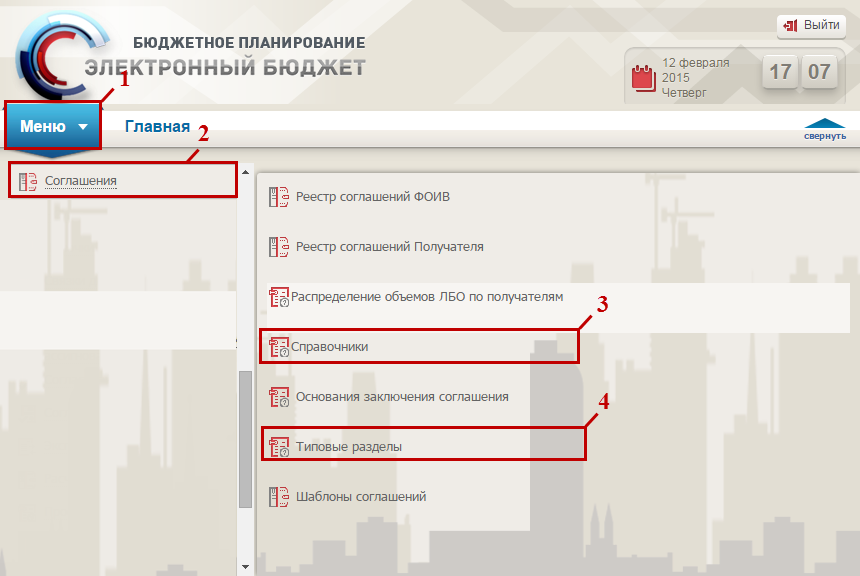 Выйти
БЮДЖЕТНОЕ ПЛАНИРОВАНИЕ
ЭЛЕКТРОННЫЙ БЮДЖЕТ
12 февраля
2015
Четверг
17 07
1
Меню
Главная
2
свернуть
Соглашения
Реестр соглашений ФОИВ
Реестр соглашений Получателя
Распределение объемов ЛБО по получателям
3
Справочники
Основания заключения соглашения
4
Типовые разделы
Шаблоны соглашений